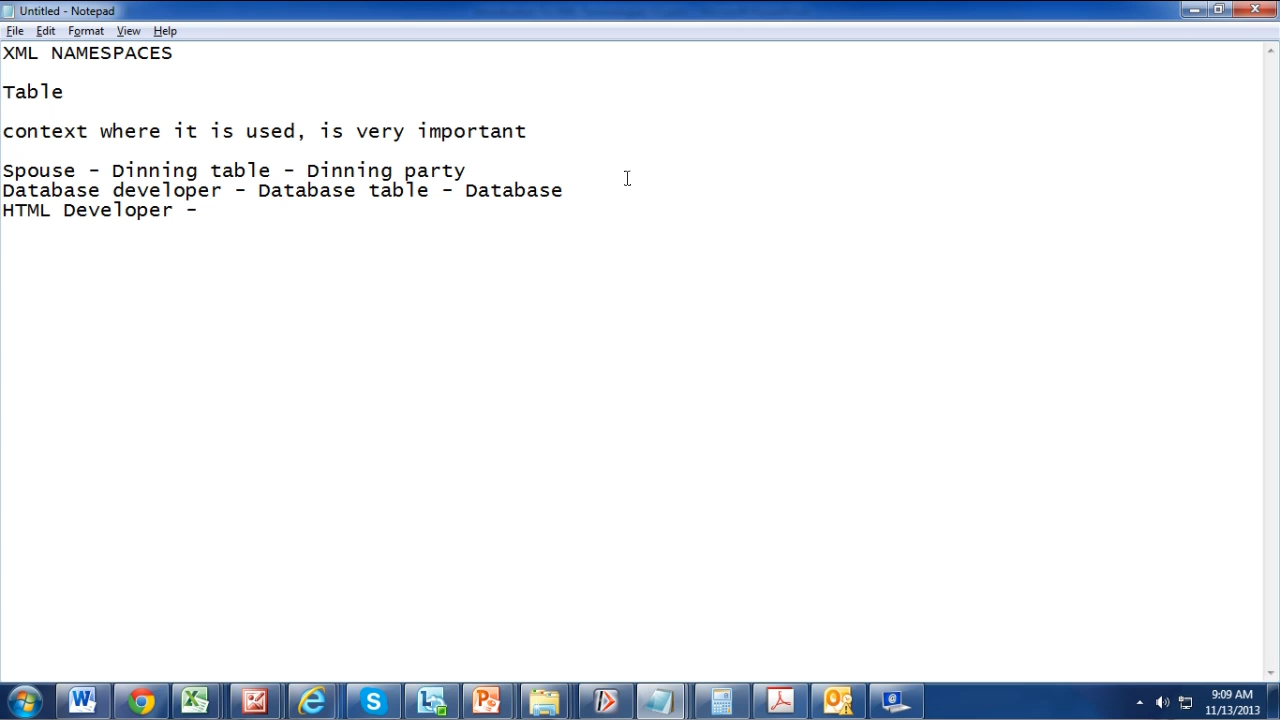 Untitled - Notepad
File Edit Format View Help
XML NAMESPACES
Table
context where it is used, is very important
Spouse - Dinning table - Dinning party
Database developer - Database table - Database
HTML Developer -
9:09 AM
11/13/2013